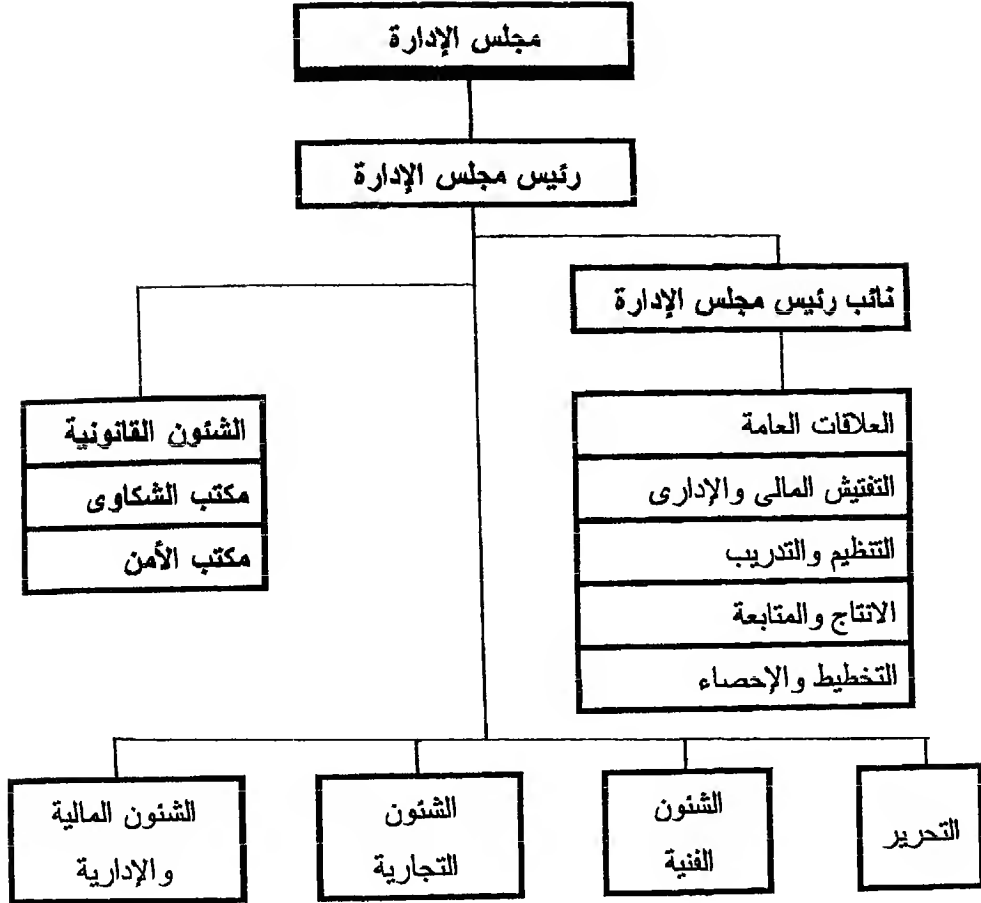 مجلس الإدارة
رئيس مجلس الإدارة
نائب رئيس مجلس الإدارة
العلاقات العامة
التفتيش المالى والإدارى
التنظيم والتدريب
الانتاج والمتابعة
التخطيط والإحصاء
الشئون القانونية
مكتب الشكاوى
مكتب الأمن
التحرير
الشئون
الفنية
الشئون
التجارية
الشئون المالية
والإدارية